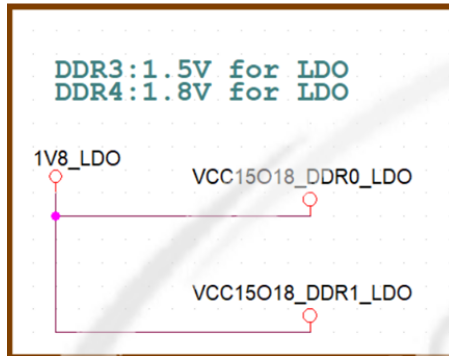 DDR3:1.5V for LDO
DDR4:1.8V for LDO
1V8_LDO
VCC15O18_DDR0_LDO
VCC15O18_DDR1_LDO